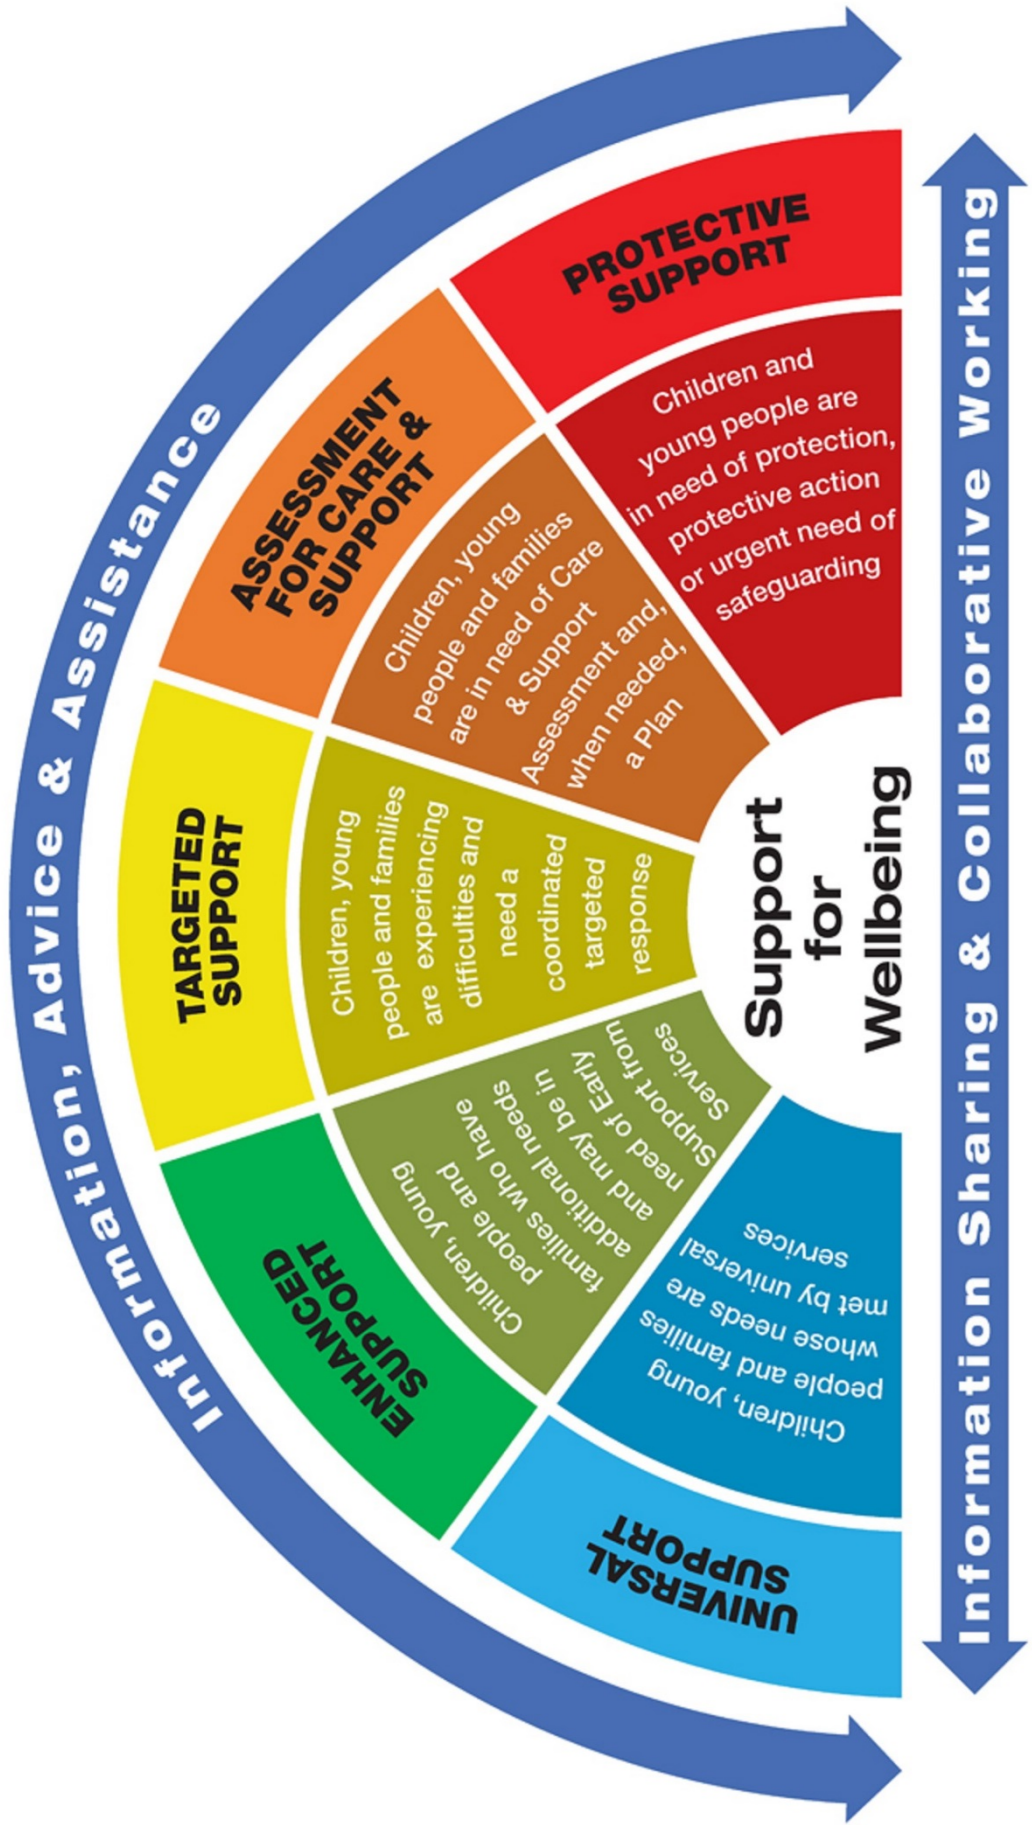 Information, Advice & Assistance
UNIVERSAL
SUPPORT
Children, young
people and families
whose needs are
met by universal
services
ENHANCED
SUPPORT
Children, young
people and
families who have
additional needs
and may be in
need of Early
Support from
Services
TARGETED
SUPPORT
Children, young
people and families
are experiencing
difficulties and
need a
coordinated
targeted
response
ASSESSMENT
FOR CARE &
SUPPORT
Children, young
people and families
are in need of Care
& Support
Assessment and,
when needed,
a Plan
PROTECTIVE
SUPPORT
Children and
young people are
in need of protection,
protective action
or urgent need of
safeguarding
Support
for
Wellbeing
Information Sharing & Collaborative Working